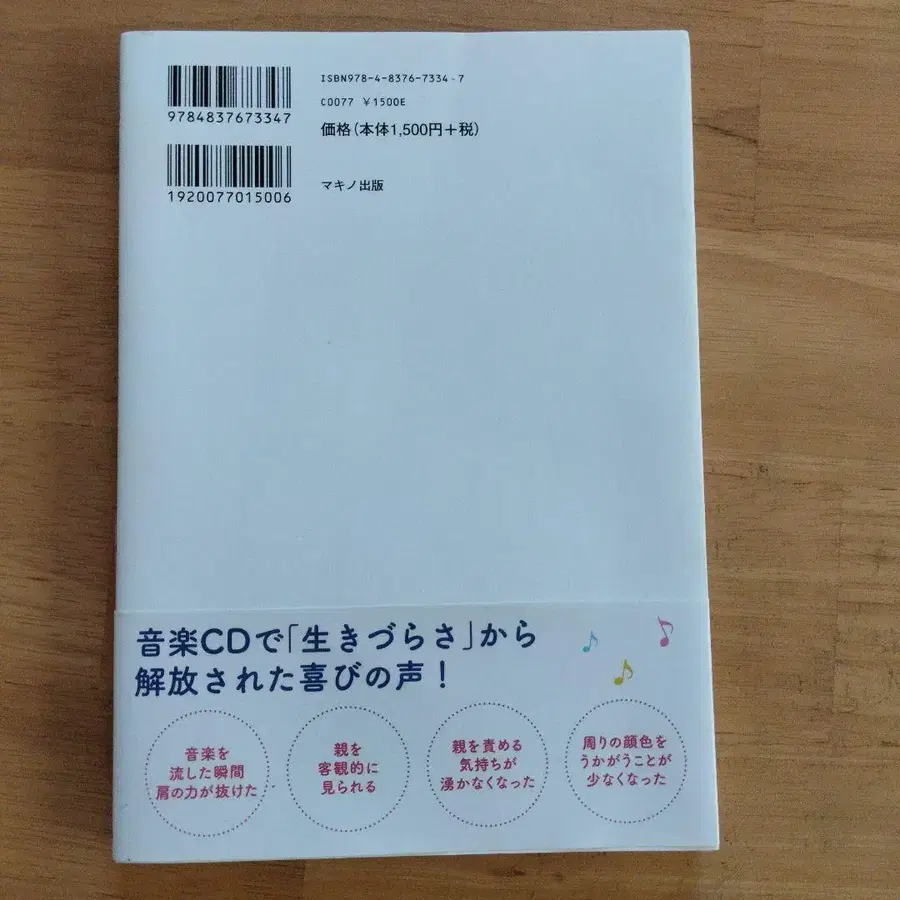 ISBN978-4-8376-7334-7
C0077 ¥1500E
価格(本体1,500円+税)
マキノ出版
9784837673347
1920077015006
音楽CDで「生きづらさ」から
解放された喜びの声!
音楽を
流した瞬間
肩の力が抜けた
親を
客観的に
見られる
親を責める
気持ちが
湧かなくなった
周りの顔色を
うかがうことが
少なくなった